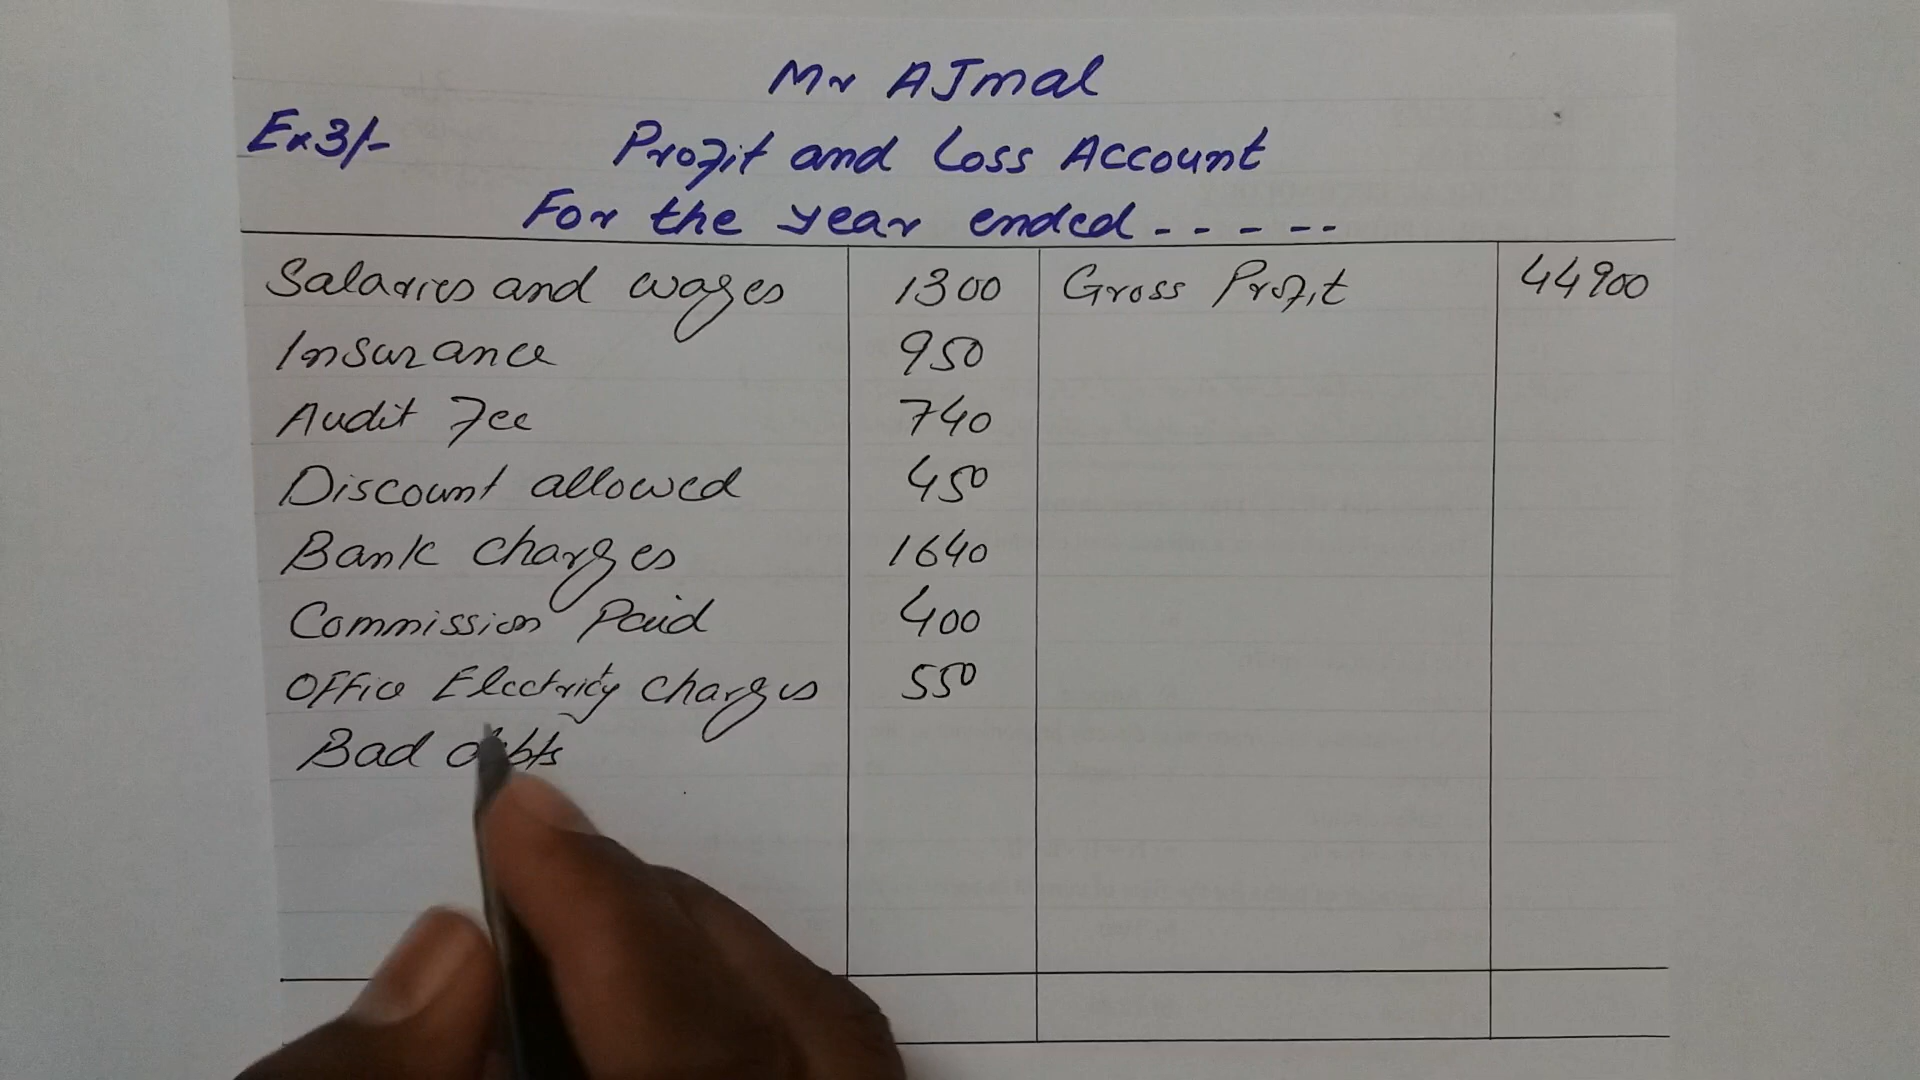 Mr AJmal
Ex3/-
Profit and Loss Account
For the year ended - - - - -
Salaries and wages 1300 Gross Profit 44900
Insurance 950
Audit Fee 740
Discount allowed 450
Bank charges 1640
Commission Paid 400
Office Electricity charges 550
Bad debts